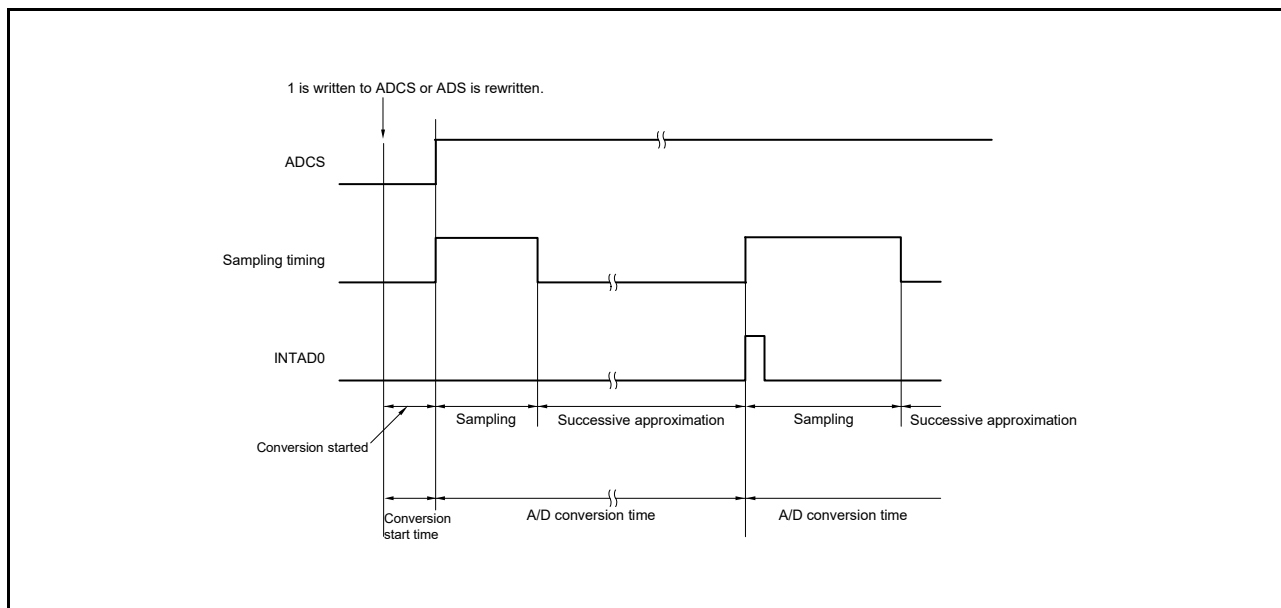 1 is written to ADCS or ADS is rewritten.
ADCS
Sampling timing
INTAD0
Sampling
Successive approximation
Sampling
Successive approximation
Conversion started
Conversion
start time
A/D conversion time
A/D conversion time